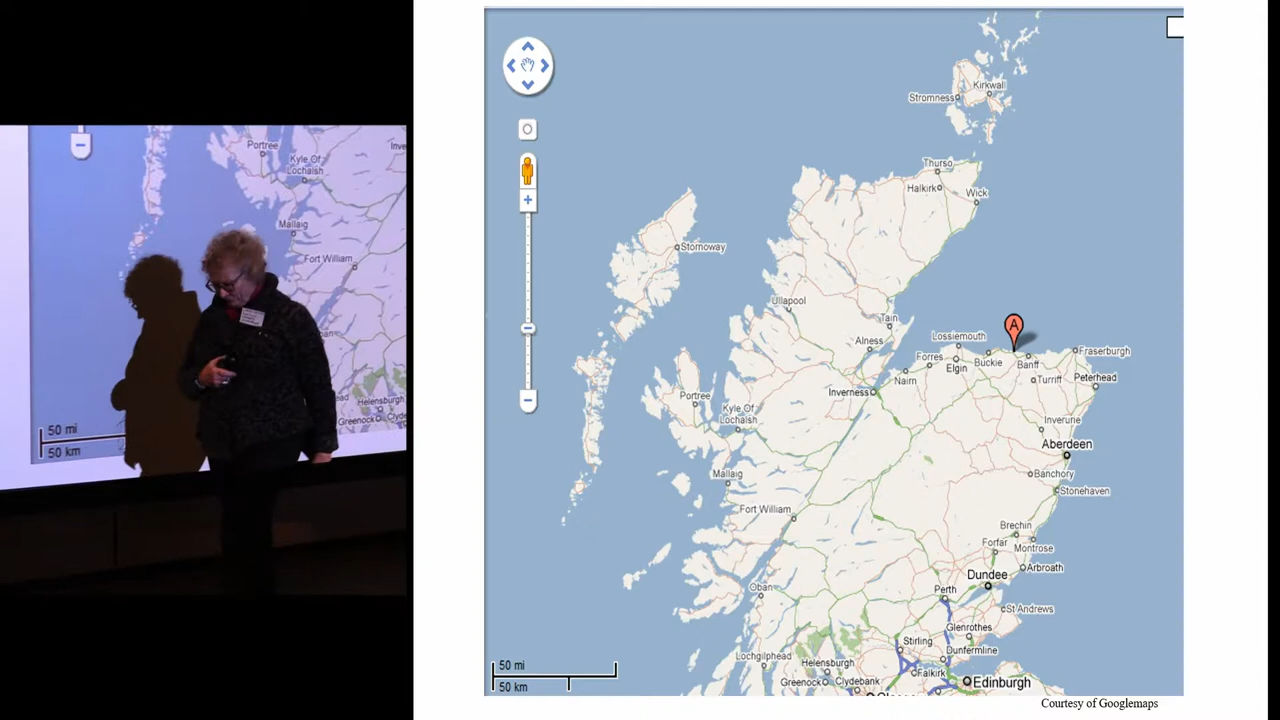 Portree
Kyle Of
Lochalsh
Inve
Mallaig
Fort William
Helensburgh
Greenock
Clyde
50 mi
50 km
Kirkwall
Stromness
Thurso
Halkirk
Wick
Stornoway
Ullapool
Tain
A
Alness
Lossiemouth
Forres
Elgin
Buckie
Banff
Fraserburgh
Nairn
Turriff
Peterhead
Inverness
Portree
Kyle Of
Lochalsh
Inverurie
Aberdeen
Mallaig
Banchory
Stonehaven
Fort William
Brechin
Forfar
Montrose
Arbroath
Dundee
Oban
Perth
St Andrews
Glenrothes
Stirling
Dunfermline
Lochgilphead
Helensburgh
Falkirk
Greenock
Clydebank
Edinburgh
50 mi
50 km
Courtesy of Googlemaps